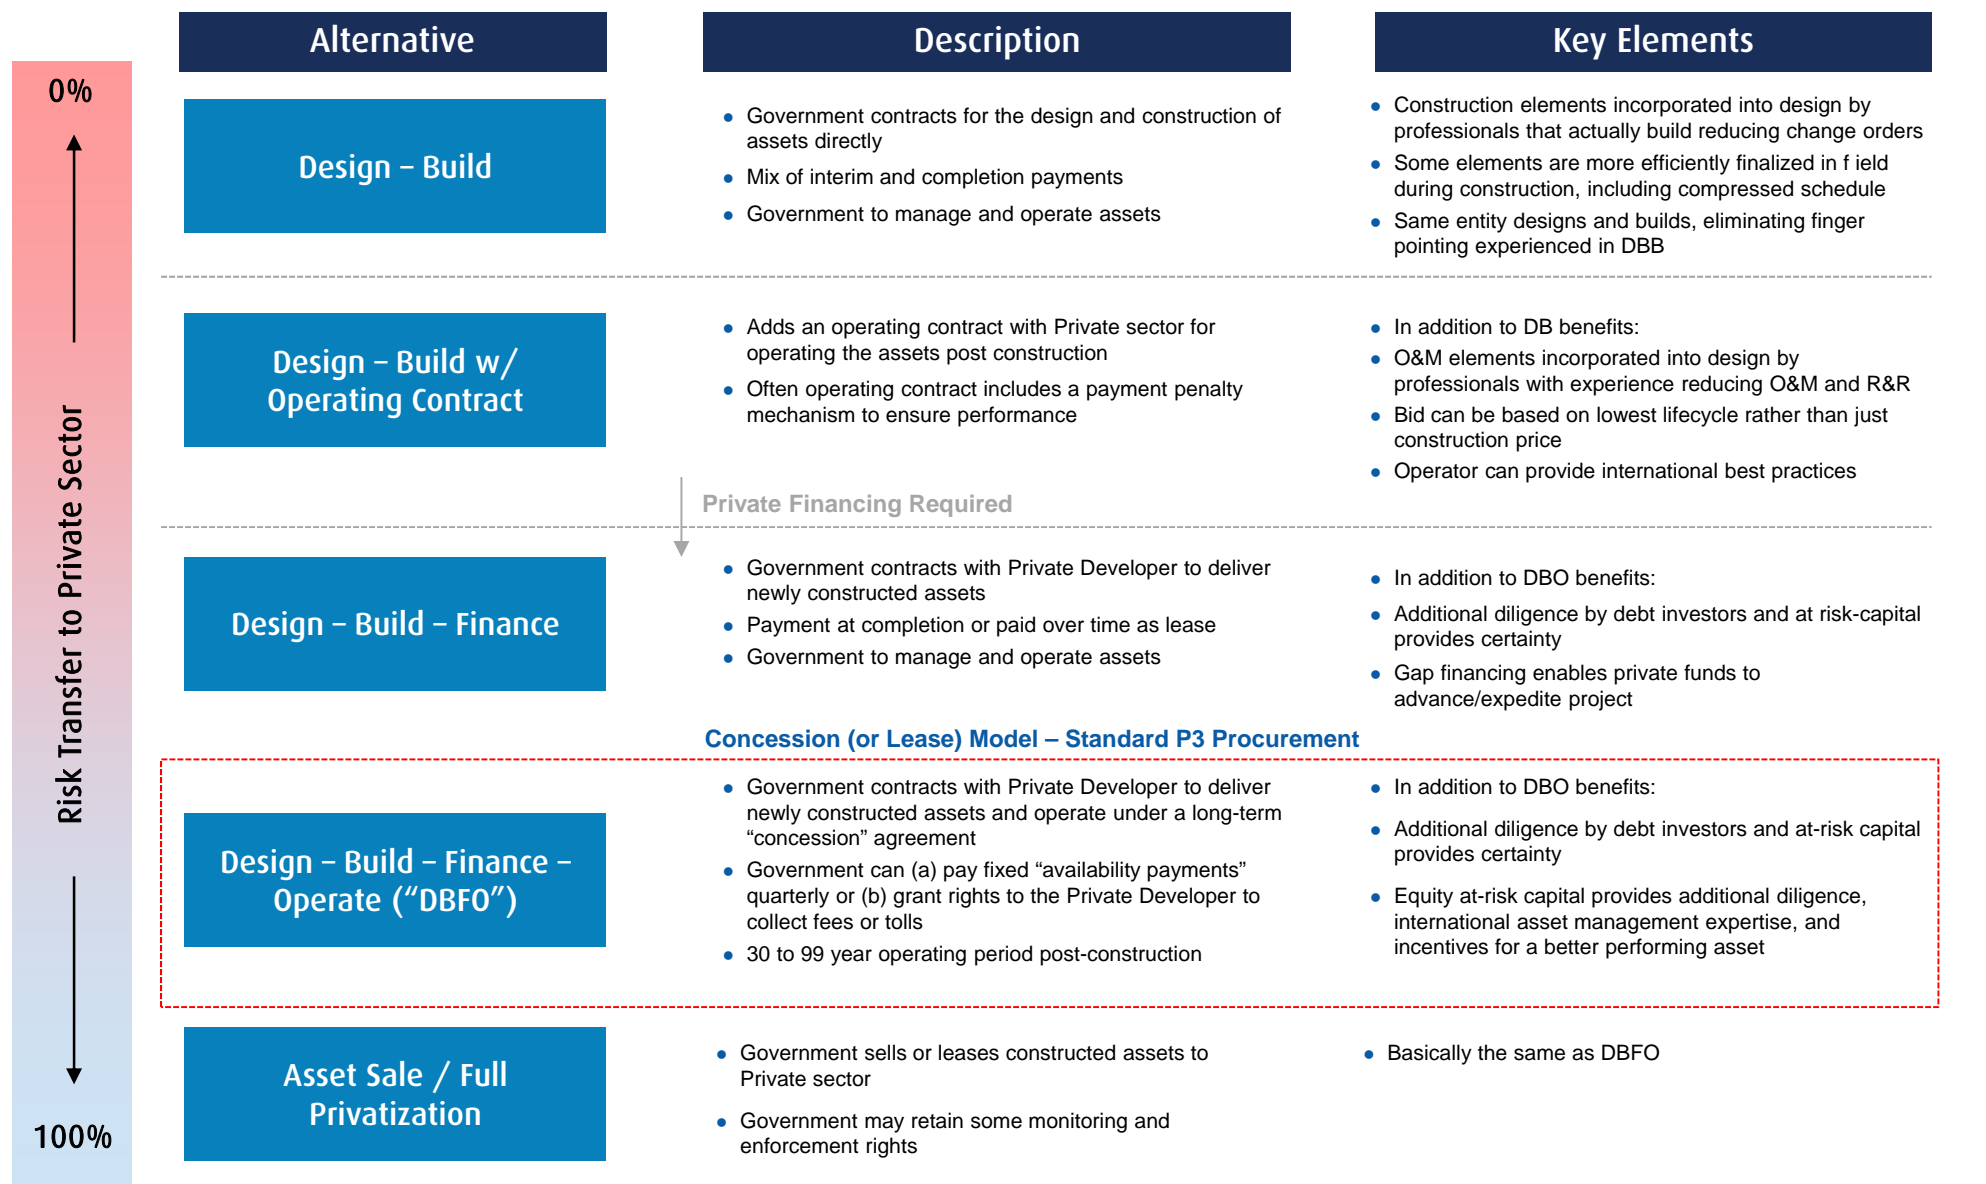 Alternative
Description
Key Elements
0%
Risk Transfer to Private Sector
100%
Design – Build
● Government contracts for the design and construction of
assets directly
● Mix of interim and completion payments
● Government to manage and operate assets
● Construction elements incorporated into design by
professionals that actually build reducing change orders
● Some elements are more efficiently finalized in f ield
during construction, including compressed schedule
● Same entity designs and builds, eliminating finger
pointing experienced in DBB
Design – Build w/
Operating Contract
● Adds an operating contract with Private sector for
operating the assets post construction
● Often operating contract includes a payment penalty
mechanism to ensure performance
● In addition to DB benefits:
● O&M elements incorporated into design by
professionals with experience reducing O&M and R&R
● Bid can be based on lowest lifecycle rather than just
construction price
● Operator can provide international best practices
Private Financing Required
Design – Build – Finance
● Government contracts with Private Developer to deliver
newly constructed assets
● Payment at completion or paid over time as lease
● Government to manage and operate assets
● In addition to DBO benefits:
● Additional diligence by debt investors and at risk-capital
provides certainty
● Gap financing enables private funds to
advance/expedite project
Concession (or Lease) Model – Standard P3 Procurement
Design – Build – Finance –
Operate (“DBFO”)
● Government contracts with Private Developer to deliver
newly constructed assets and operate under a long-term
“concession” agreement
● Government can (a) pay fixed “availability payments”
quarterly or (b) grant rights to the Private Developer to
collect fees or tolls
● 30 to 99 year operating period post-construction
● In addition to DBO benefits:
● Additional diligence by debt investors and at-risk capital
provides certainty
● Equity at-risk capital provides additional diligence,
international asset management expertise, and
incentives for a better performing asset
Asset Sale / Full
Privatization
● Government sells or leases constructed assets to
Private sector
● Government may retain some monitoring and
enforcement rights
● Basically the same as DBFO